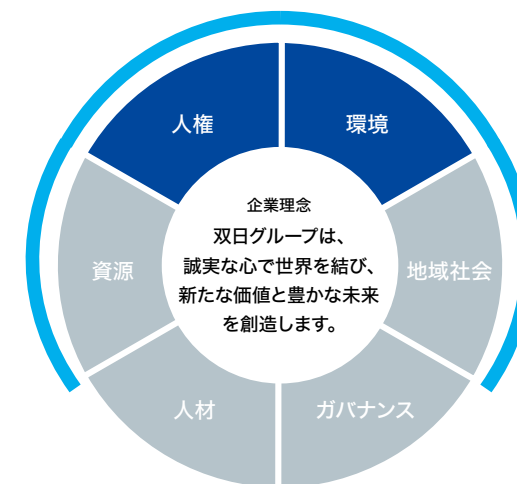 人権
環境
企業理念
双日グループは、
誠実な心で世界を結び、
新たな価値と豊かな未来
を創造します。
資源
地域社会
人材
ガバナンス